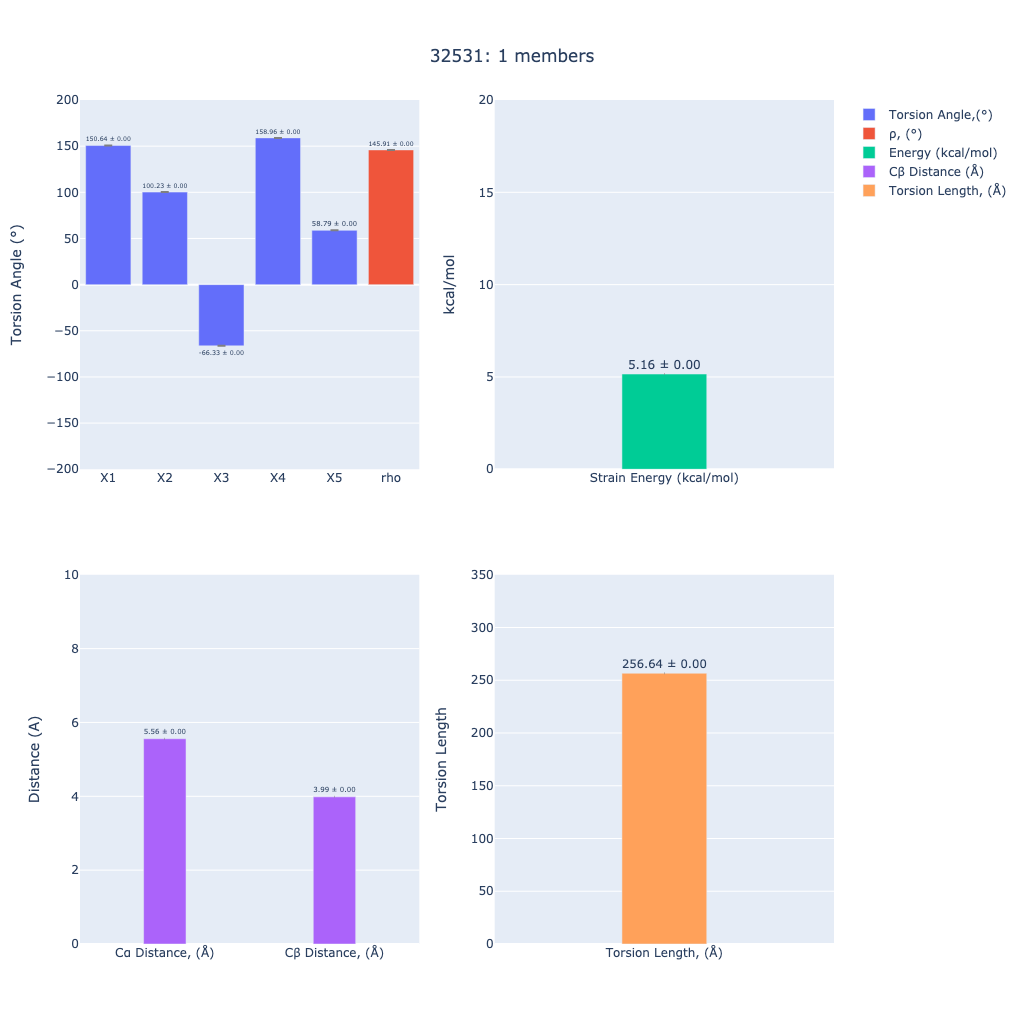 32531: 1 members
Torsion Angle (°)
200
150
100
50
0
−50
−100
−150
−200
150.64 ± 0.00
100.23 ± 0.00
-66.33 ± 0.00
158.96 ± 0.00
58.79 ± 0.00
145.91 ± 0.00
X1 X2 X3 X4 X5 rho
kcal/mol
20
15
10
5
0
5.16 ± 0.00
Strain Energy (kcal/mol)
Torsion Angle,(°)
ρ, (°)
Energy (kcal/mol)
Cβ Distance (Å)
Torsion Length, (Å)
Distance (A)
10
8
6
4
2
0
5.56 ± 0.00
3.99 ± 0.00
Cα Distance, (Å) Cβ Distance, (Å)
Torsion Length
350
300
250
200
150
100
50
0
256.64 ± 0.00
Torsion Length, (Å)